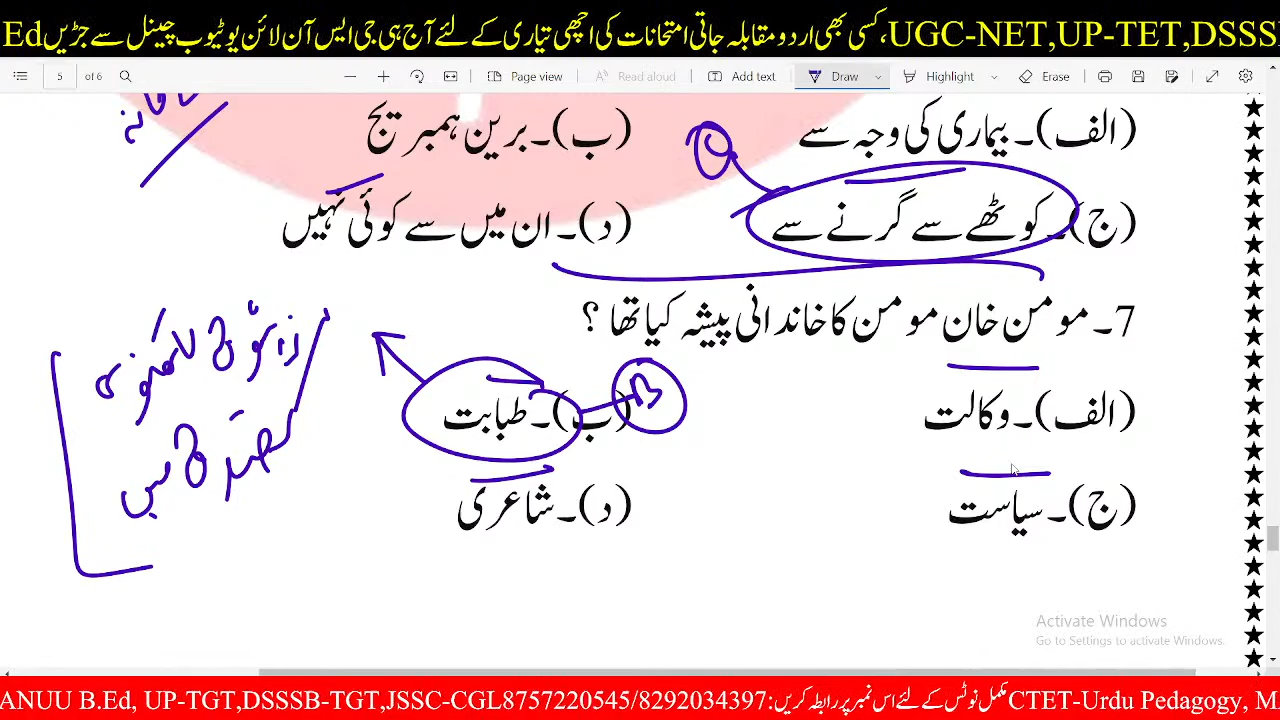 UGC-NET,UP-TET,DSSS، کسی بھی اردو مقابلہ جاتی امتحانات کی اچھی تیاری کے لئے آج ہی جی ایس آن لائن یوٹیوب چینل سے جڑیں Ed
5 of 6 Page view Read aloud Add text Draw Highlight Erase
(الف)۔ بیماری کی وجہ سے (ب)۔ برین ہمبریج
(ج)۔ کوٹھے سے گرنے سے (د)۔ ان میں سے کوئی نہیں
7۔ مومن خان مومن کا خاندانی پیشہ کیا تھا ؟
(الف)۔ وکالت (ب)۔ طبابت
B
(ج)۔ سیاست (د)۔ شاعری
Activate Windows
Go to Settings to activate Windows.
ANUU B.Ed, UP-TGT,DSSSB-TGT,JSSC-CGL8757220545/8292034397:مکمل نوٹس کے لئے اس نمبر پر رابطہ کریں CTET-Urdu Pedagogy, M